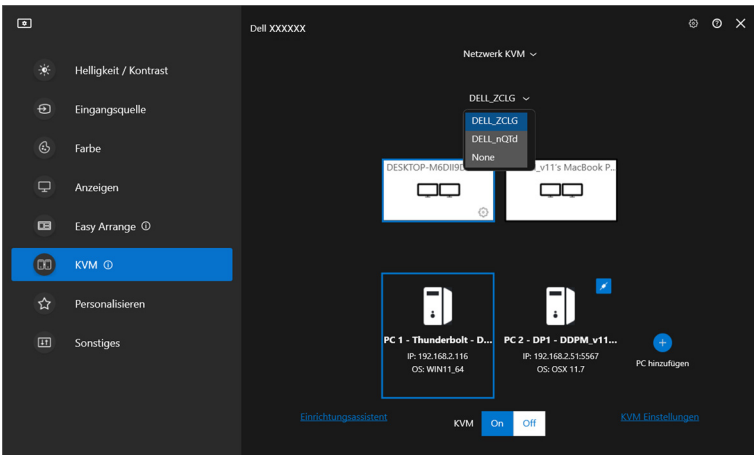 Dell XXXXXX
Netzwerk KVM
Helligkeit / Kontrast
Eingangsquelle
Farbe
Anzeigen
Easy Arrange
KVM
Personalisieren
Sonstiges
DELL_ZCLG
DELL_ZCLG
DELL_nQTd
None
DESKTOP-M6DII9D
_v11's MacBook P...
PC 1 - Thunderbolt - D...
IP: 192.168.2.116
OS: WIN11_64
PC 2 - DP1 - DDPM_v11...
IP: 192.168.2.51:5567
OS: OSX 11.7
PC hinzufügen
Einrichtungsassistent
KVM
On
Off
KVM Einstellungen